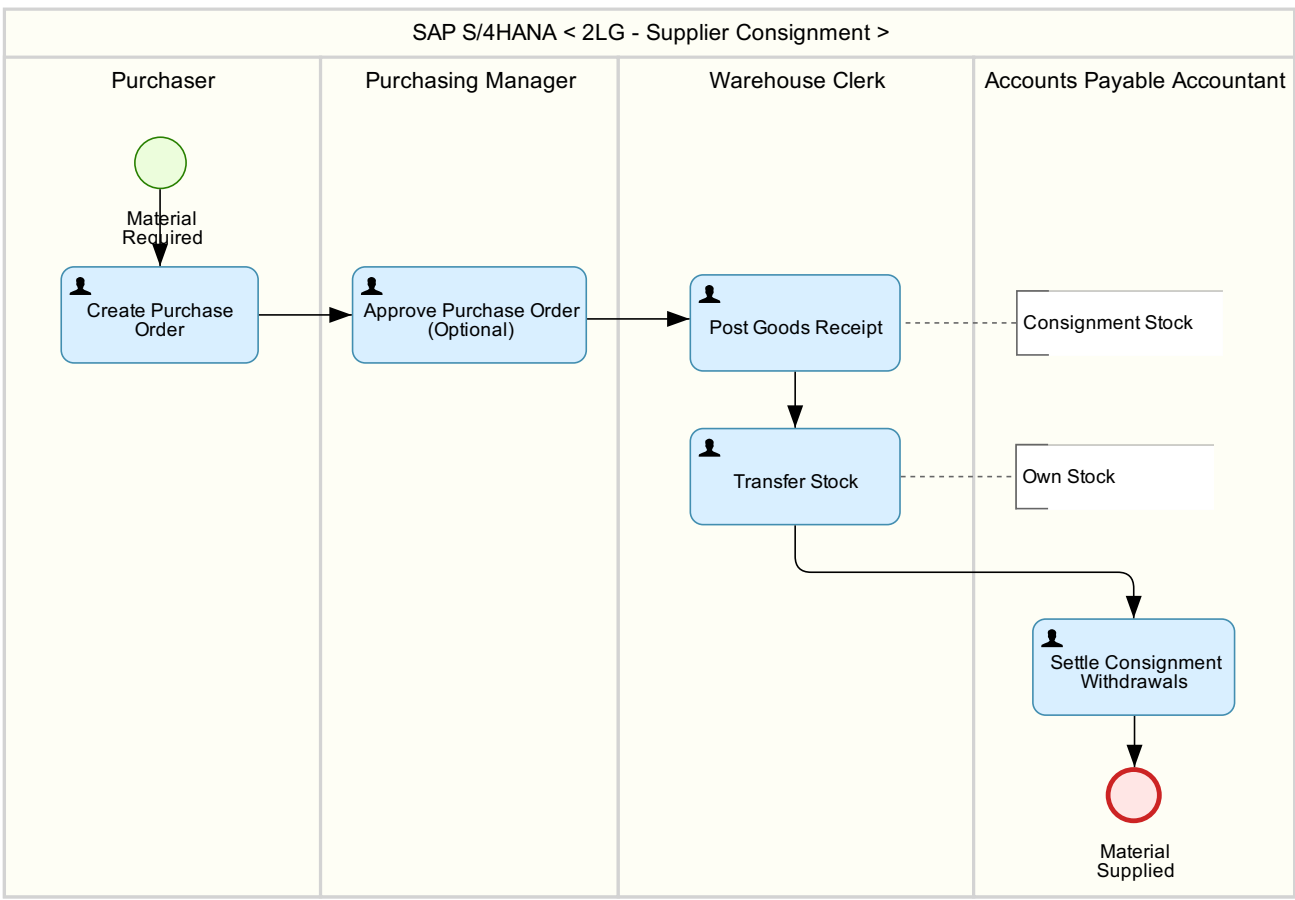 SAP S/4HANA < 2LG - Supplier Consignment >
Purchaser
Purchasing Manager
Warehouse Clerk
Accounts Payable Accountant
Material
Required
Create Purchase
Order
Approve Purchase Order
(Optional)
Post Goods Receipt
Consignment Stock
Transfer Stock
Own Stock
Settle Consignment
Withdrawals
Material
Supplied